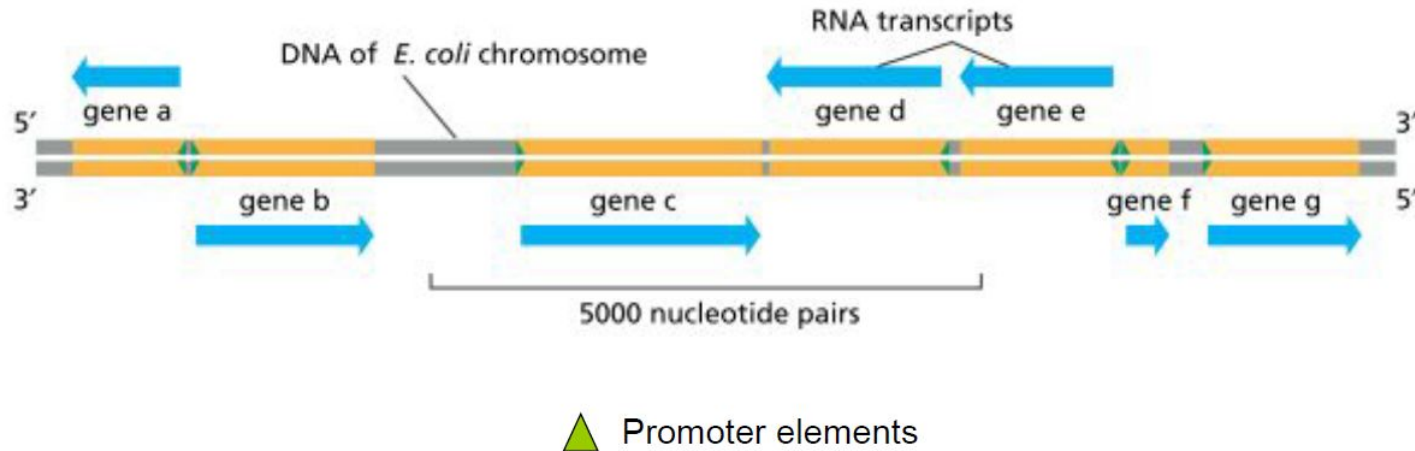 RNA transcripts
DNA of E. coli chromosome
gene a
gene d
gene e
5′
3′
3′
5′
gene b
gene c
gene f
gene g
5000 nucleotide pairs
Promoter elements